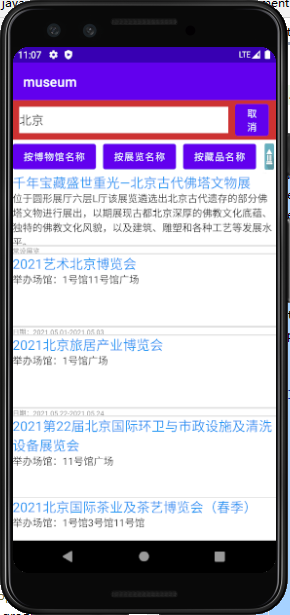 11:07
LTE
museum
北京
取
消
按博物馆名称
按展览名称
按藏品名称
千年宝藏盛世重光—北京古代佛塔文物展
位于圆形展厅六层L厅该展览遴选出北京古代遗存的部分佛
塔文物进行展出，以期展现古都北京深厚的佛教文化底蕴、
独特的佛教文化风貌，以及建筑、雕塑和各种工艺等发展水
平。
2021艺术北京博览会
举办场馆：1号馆11号馆广场
日期：2021.05.01-2021.05.03
2021北京旅居产业博览会
举办场馆：1号馆广场
日期：2021.05.22-2021.05.24
2021第22届北京国际环卫与市政设施及清洗
设备展览会
举办场馆：11号馆广场
2021北京国际茶业及茶艺博览会（春季）
举办场馆：1号馆3号馆11号馆